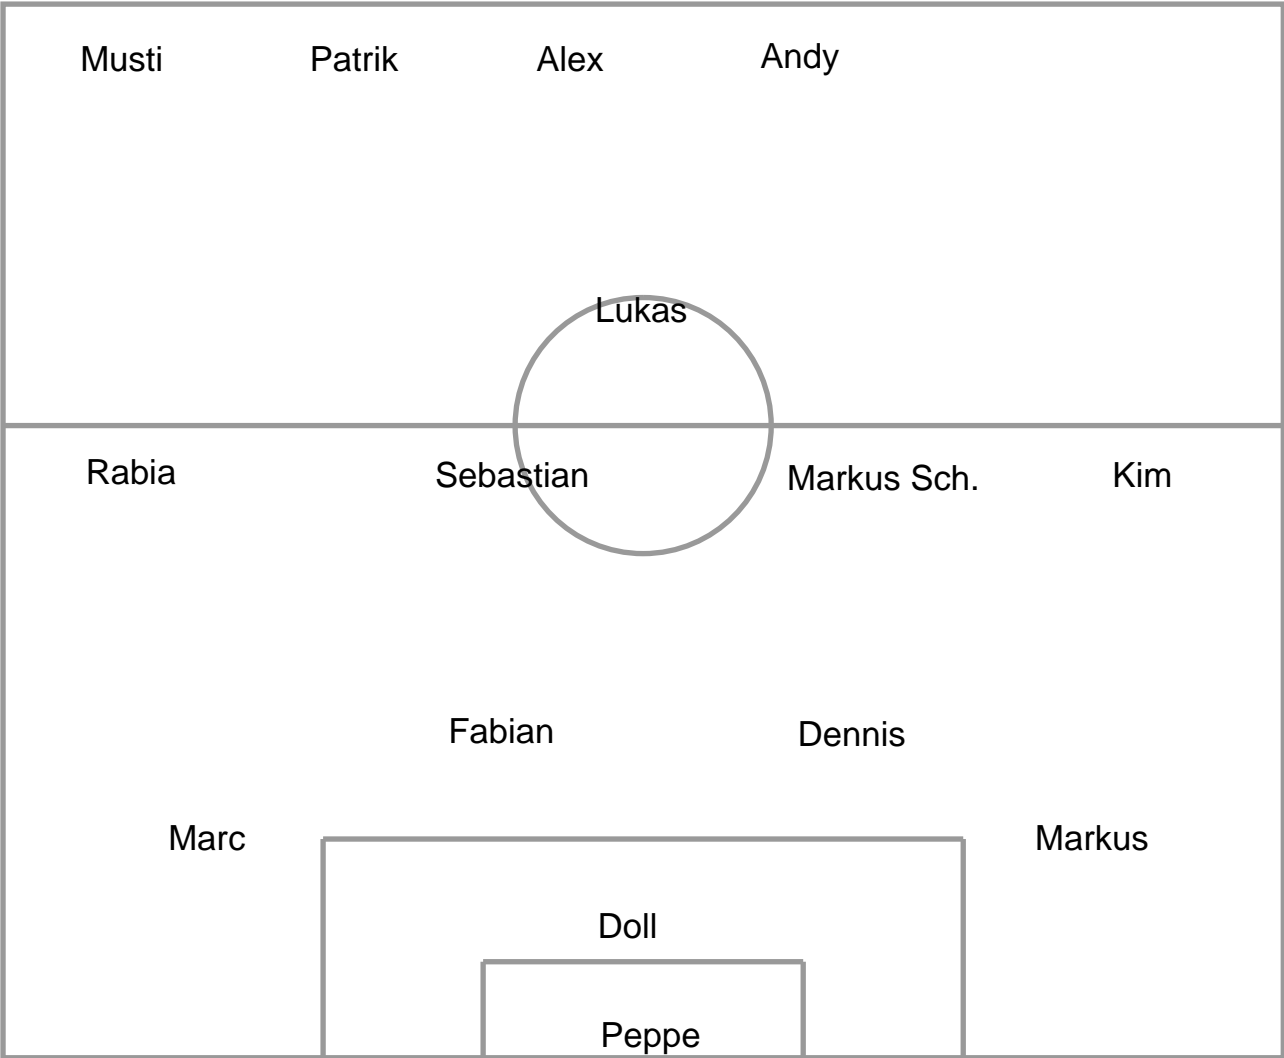 Musti Patrik Alex Andy
Lukas
Rabia Sebastian Markus Sch. Kim
Fabian Dennis
Marc Markus
Doll
Peppe